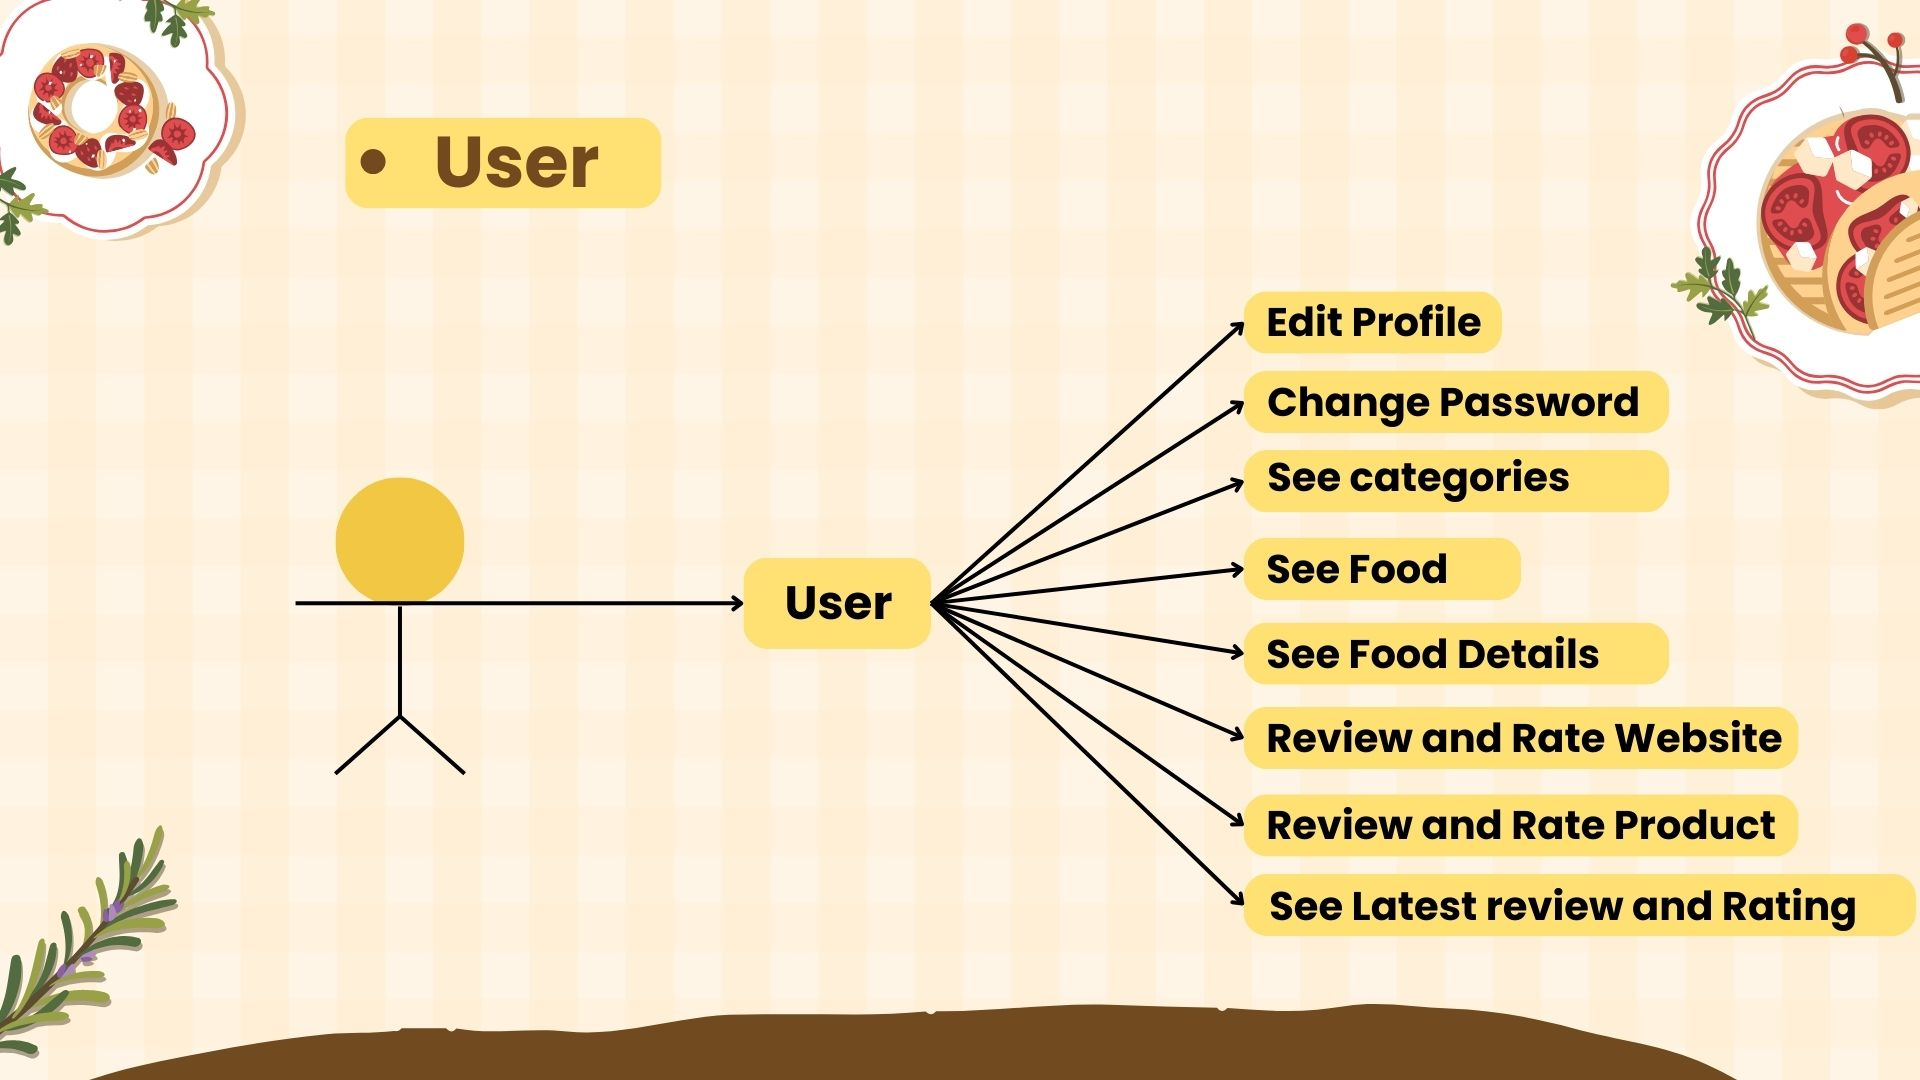 • User
User
Edit Profile
Change Password
See categories
See Food
See Food Details
Review and Rate Website
Review and Rate Product
See Latest review and Rating